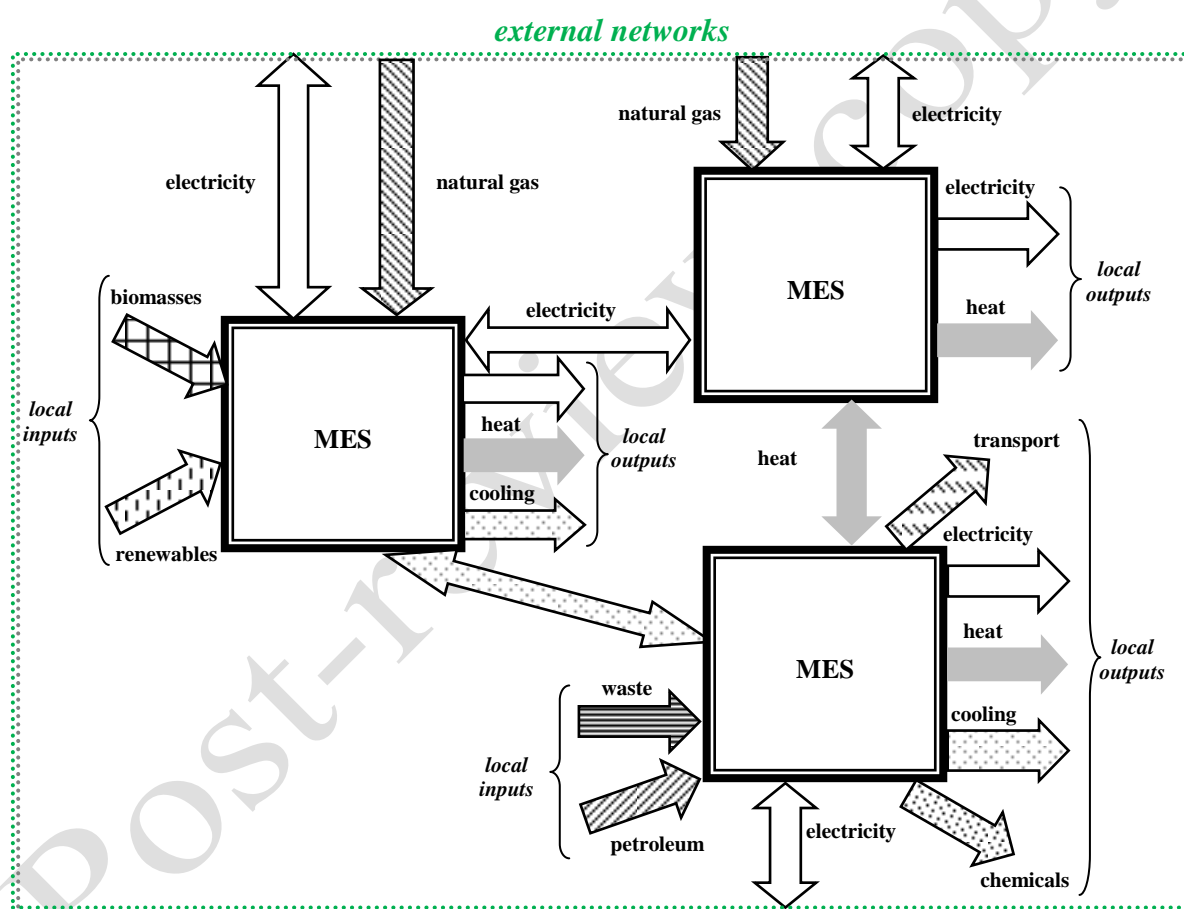 external networks
natural gas
electricity
electricity
natural gas
electricity
local
outputs
heat
MES
biomasses
electricity
local
inputs
renewables
MES
heat
cooling
local
outputs
heat
transport
electricity
heat
cooling
chemicals
local
outputs
MES
waste
petroleum
local
inputs
electricity
Post-review copy